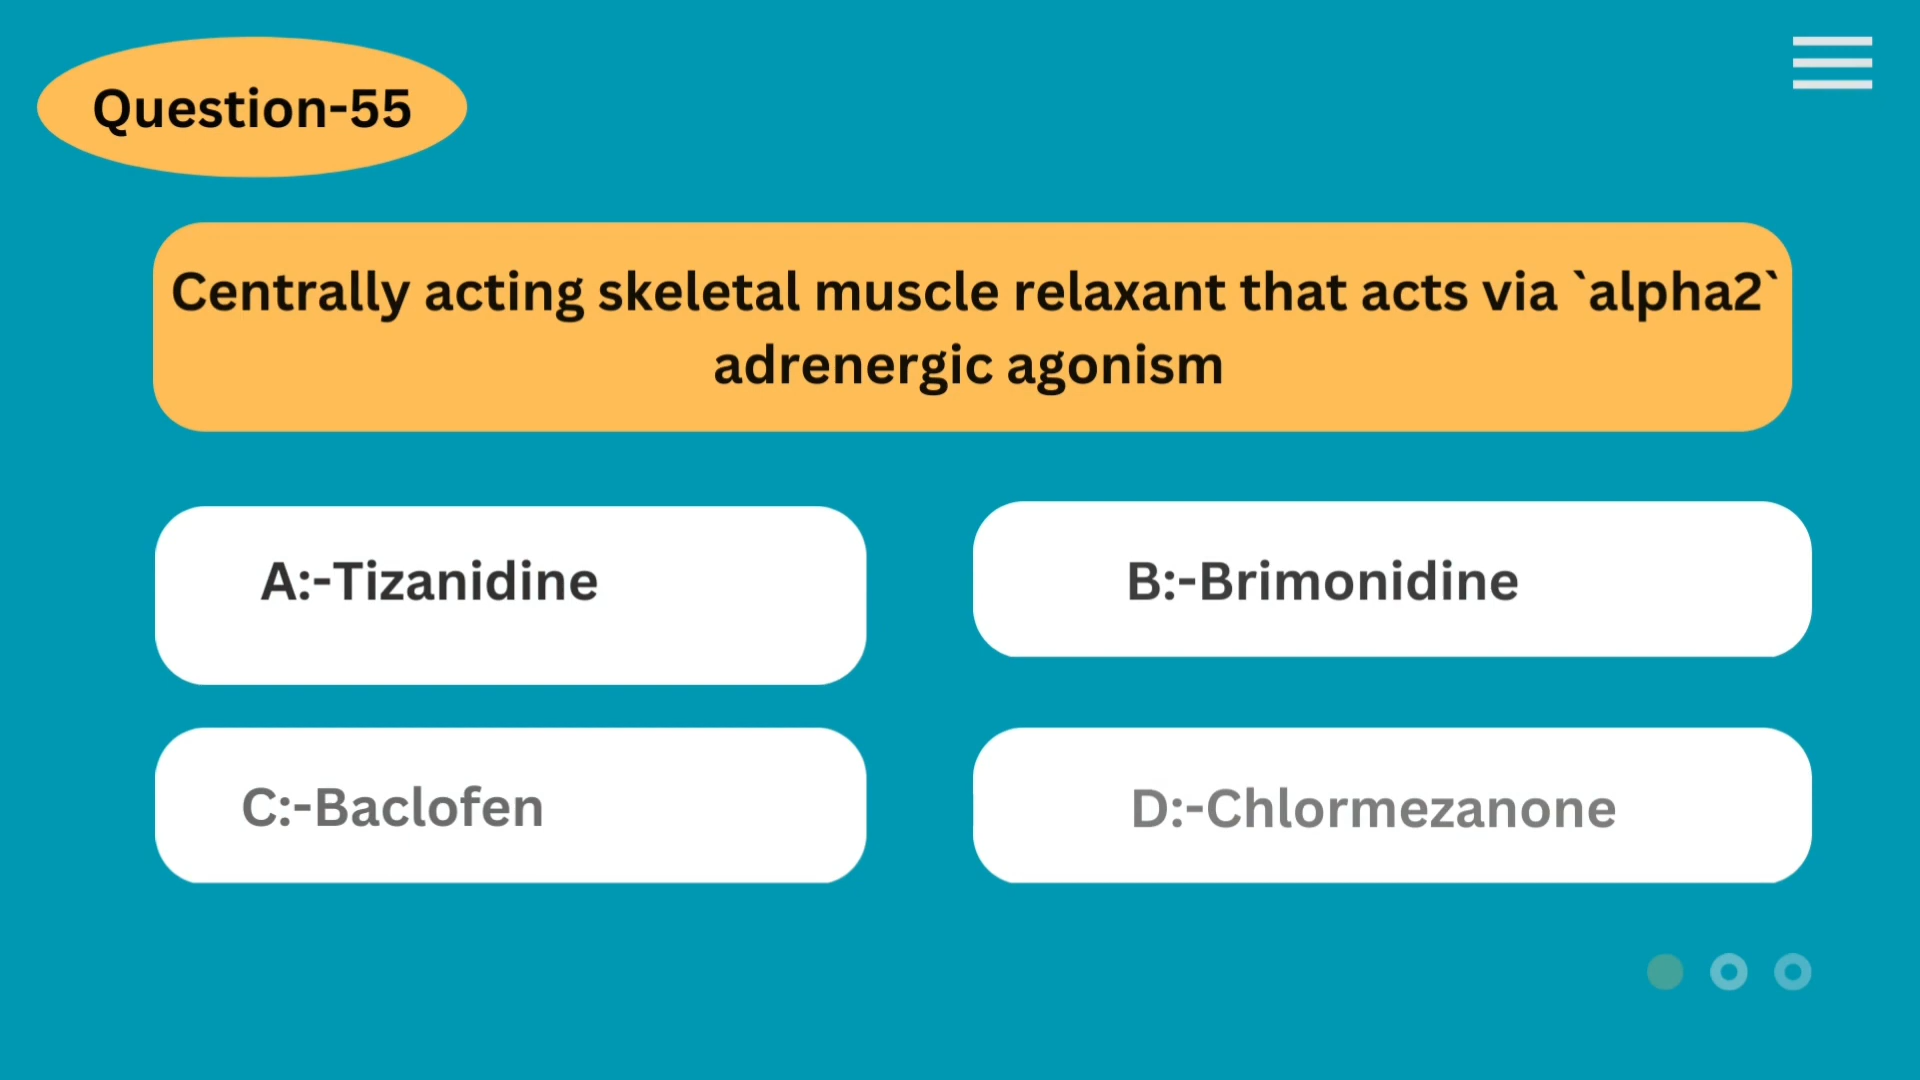 Question-55
Centrally acting skeletal muscle relaxant that acts via `alpha2`
adrenergic agonism
A:-Tizanidine
B:-Brimonidine
C:-Baclofen
D:-Chlormezanone